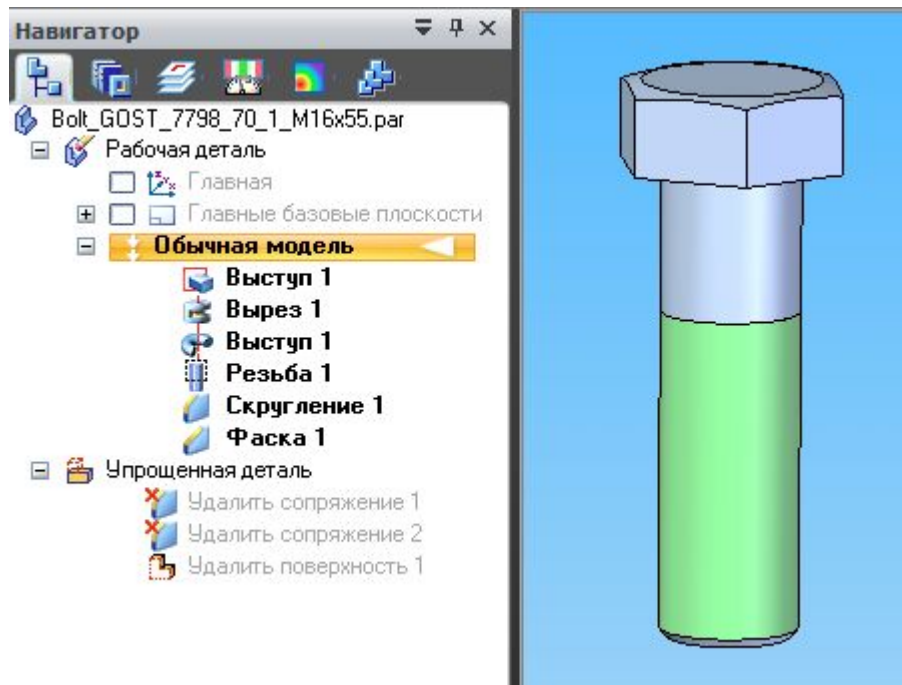 Навигатор
Bolt_GOST_7798_70_1_M16x55.par
Рабочая деталь
Главная
Главные базовые плоскости
Обычная модель
Выступ 1
Вырез 1
Выступ 1
Резьба 1
Скругление 1
Фаска 1
Упрощенная деталь
Удалить сопряжение 1
Удалить сопряжение 2
Удалить поверхность 1